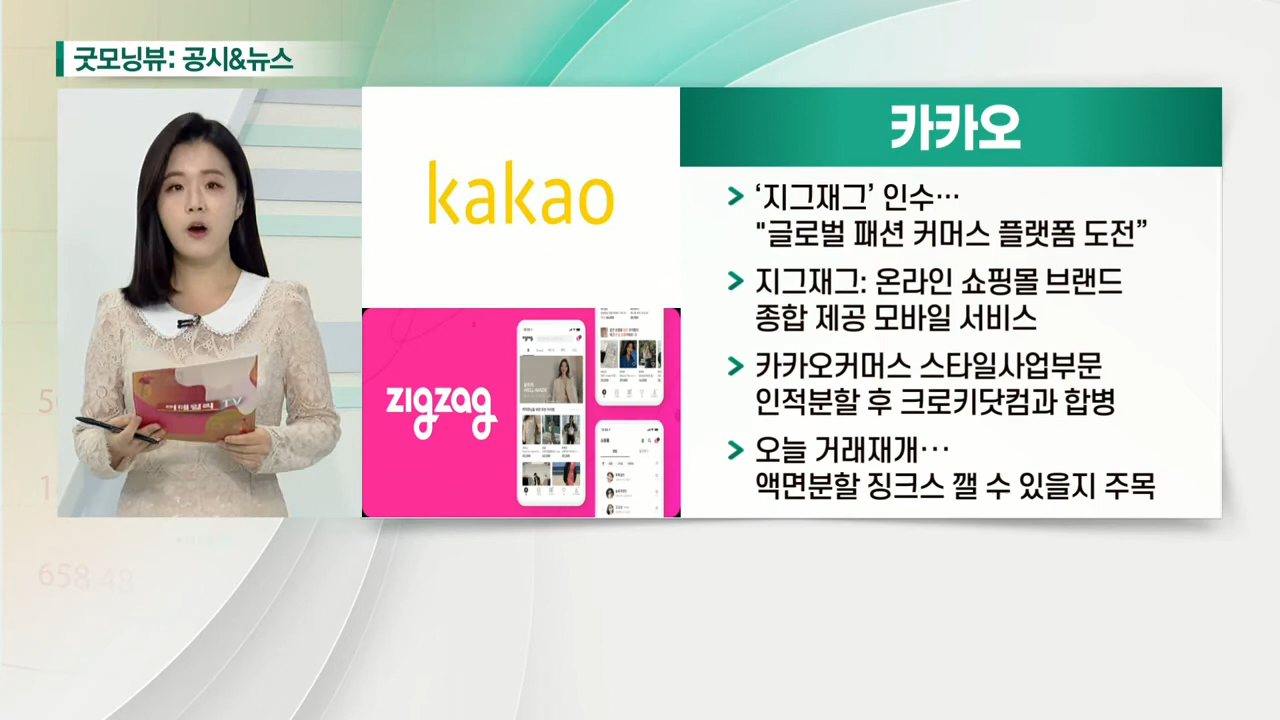 굿모닝뷰: 공시&뉴스
kakao
카카오
‘지그재그’ 인수…
"글로벌 패션 커머스 플랫폼 도전”
지그재그: 온라인 쇼핑몰 브랜드
종합 제공 모바일 서비스
카카오커머스 스타일사업부문
인적분할 후 크로키닷컴과 합병
오늘 거래재개…
액면분할 징크스 깰 수 있을지 주목
zigzag
이데일리 TV
658.48